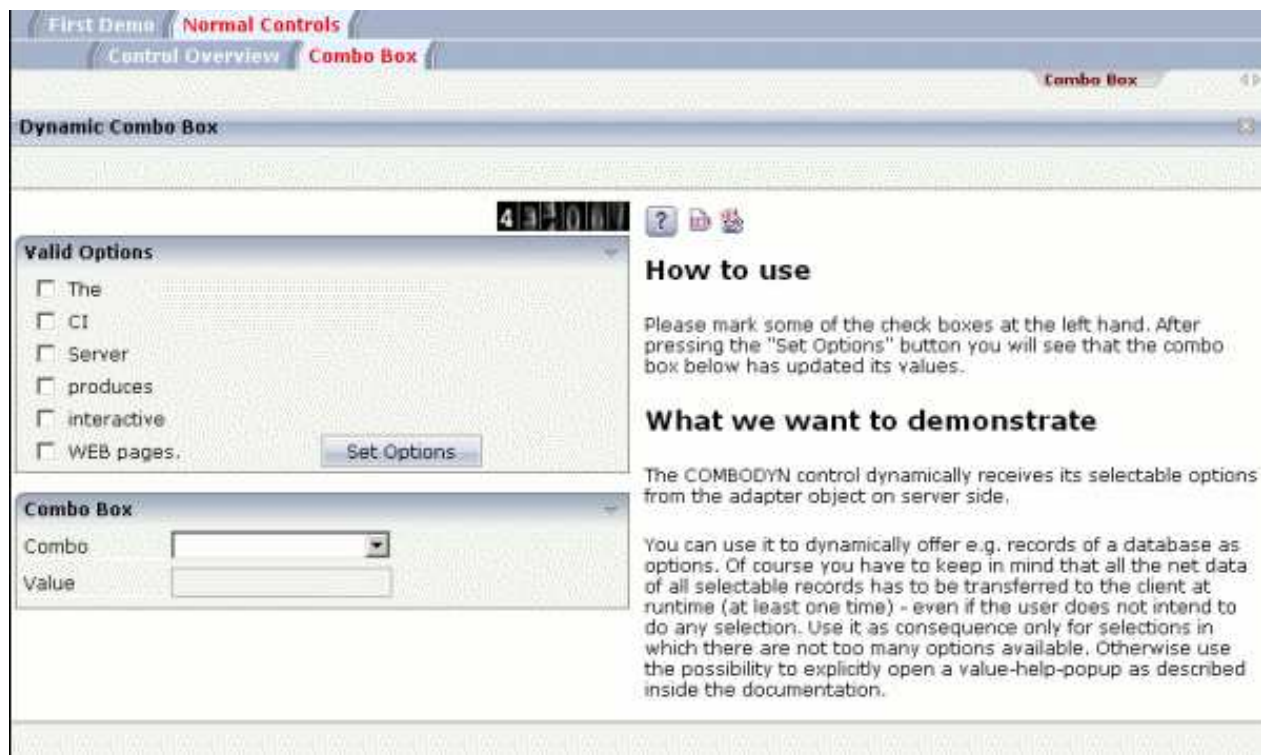 First Demo Normal Controls
Control Overview Combo Box
Combo Box
Dynamic Combo Box
Valid Options
The
CI
Server
produces
interactive
WEB pages.
Set Options
Combo Box
Combo
Value
?
How to use
Please mark some of the check boxes at the left hand. After
pressing the "Set Options" button you will see that the combo
box below has updated its values.
What we want to demonstrate
The COMBODYN control dynamically receives its selectable options
from the adapter object on server side.
You can use it to dynamically offer e.g. records of a database as
options. Of course you have to keep in mind that all the net data
of all selectable records has to be transferred to the client at
runtime (at least one time) - even if the user does not intend to
do any selection. Use it as consequence only for selections in
which there are not too many options available. Otherwise use
the possibility to explicitly open a value-help-popup as described
inside the documentation.